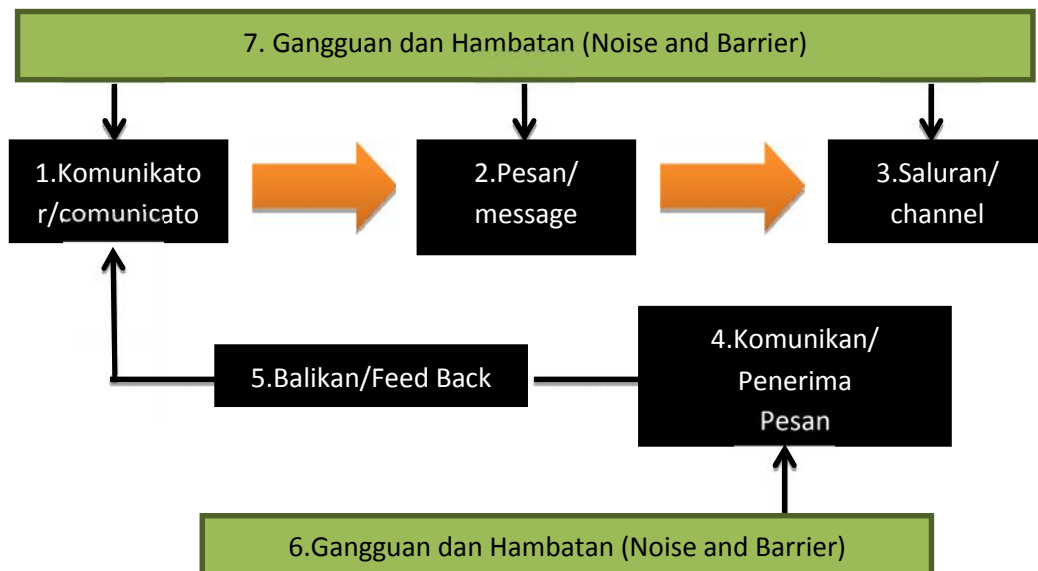 7. Gangguan dan Hambatan (Noise and Barrier)
1.Komunikato
r/comunicato
2.Pesan/
message
3.Saluran/
channel
4.Komunikan/
Penerima
Pesan
5.Balikan/Feed Back
6.Gangguan dan Hambatan (Noise and Barrier)